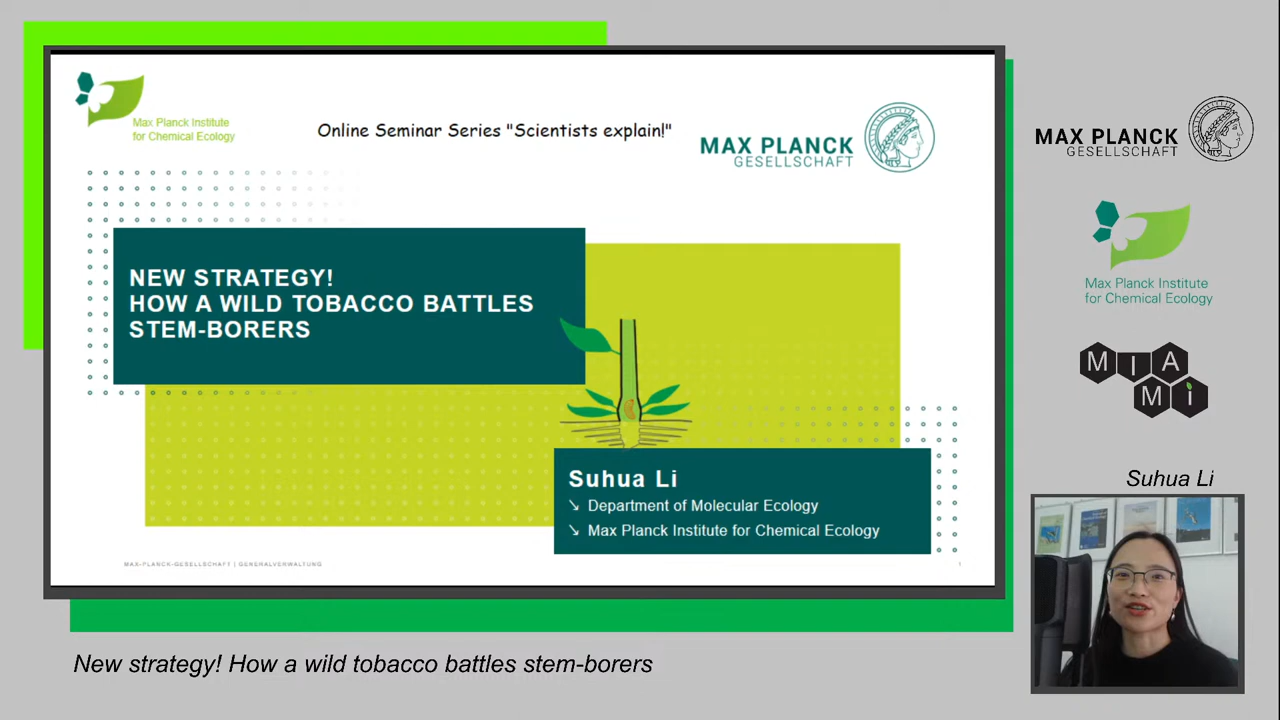 Max Planck Institute
for Chemical Ecology
Online Seminar Series "Scientists explain!"
MAX PLANCK
GESELLSCHAFT
NEW STRATEGY!
HOW A WILD TOBACCO BATTLES
STEM-BORERS
Suhua Li
↘ Department of Molecular Ecology
↘ Max Planck Institute for Chemical Ecology
MAX-PLANCK-GESELLSCHAFT | GENERALVERWALTUNG
1
New strategy! How a wild tobacco battles stem-borers
MAX PLANCK
GESELLSCHAFT
Max Planck Institute
for Chemical Ecology
MIA
Mi
Suhua Li